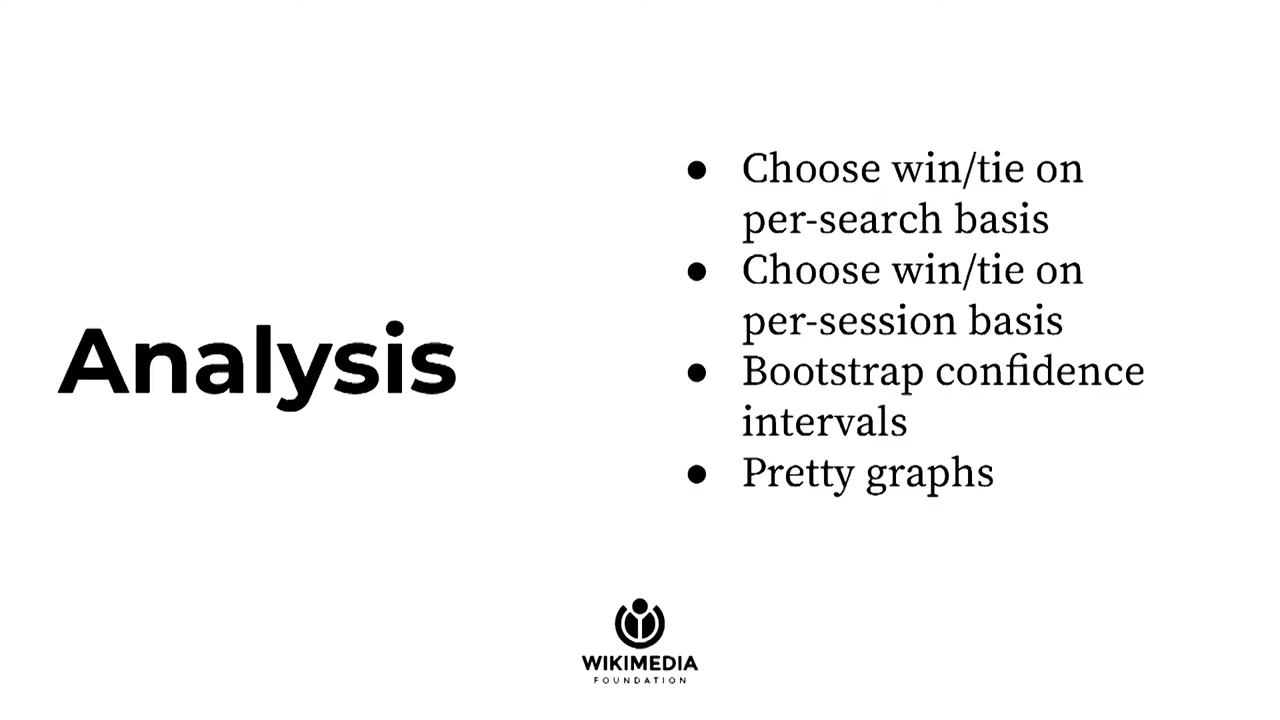 Analysis
● Choose win/tie on
per-search basis
● Choose win/tie on
per-session basis
● Bootstrap confidence
intervals
● Pretty graphs
WIKIMEDIA
FOUNDATION